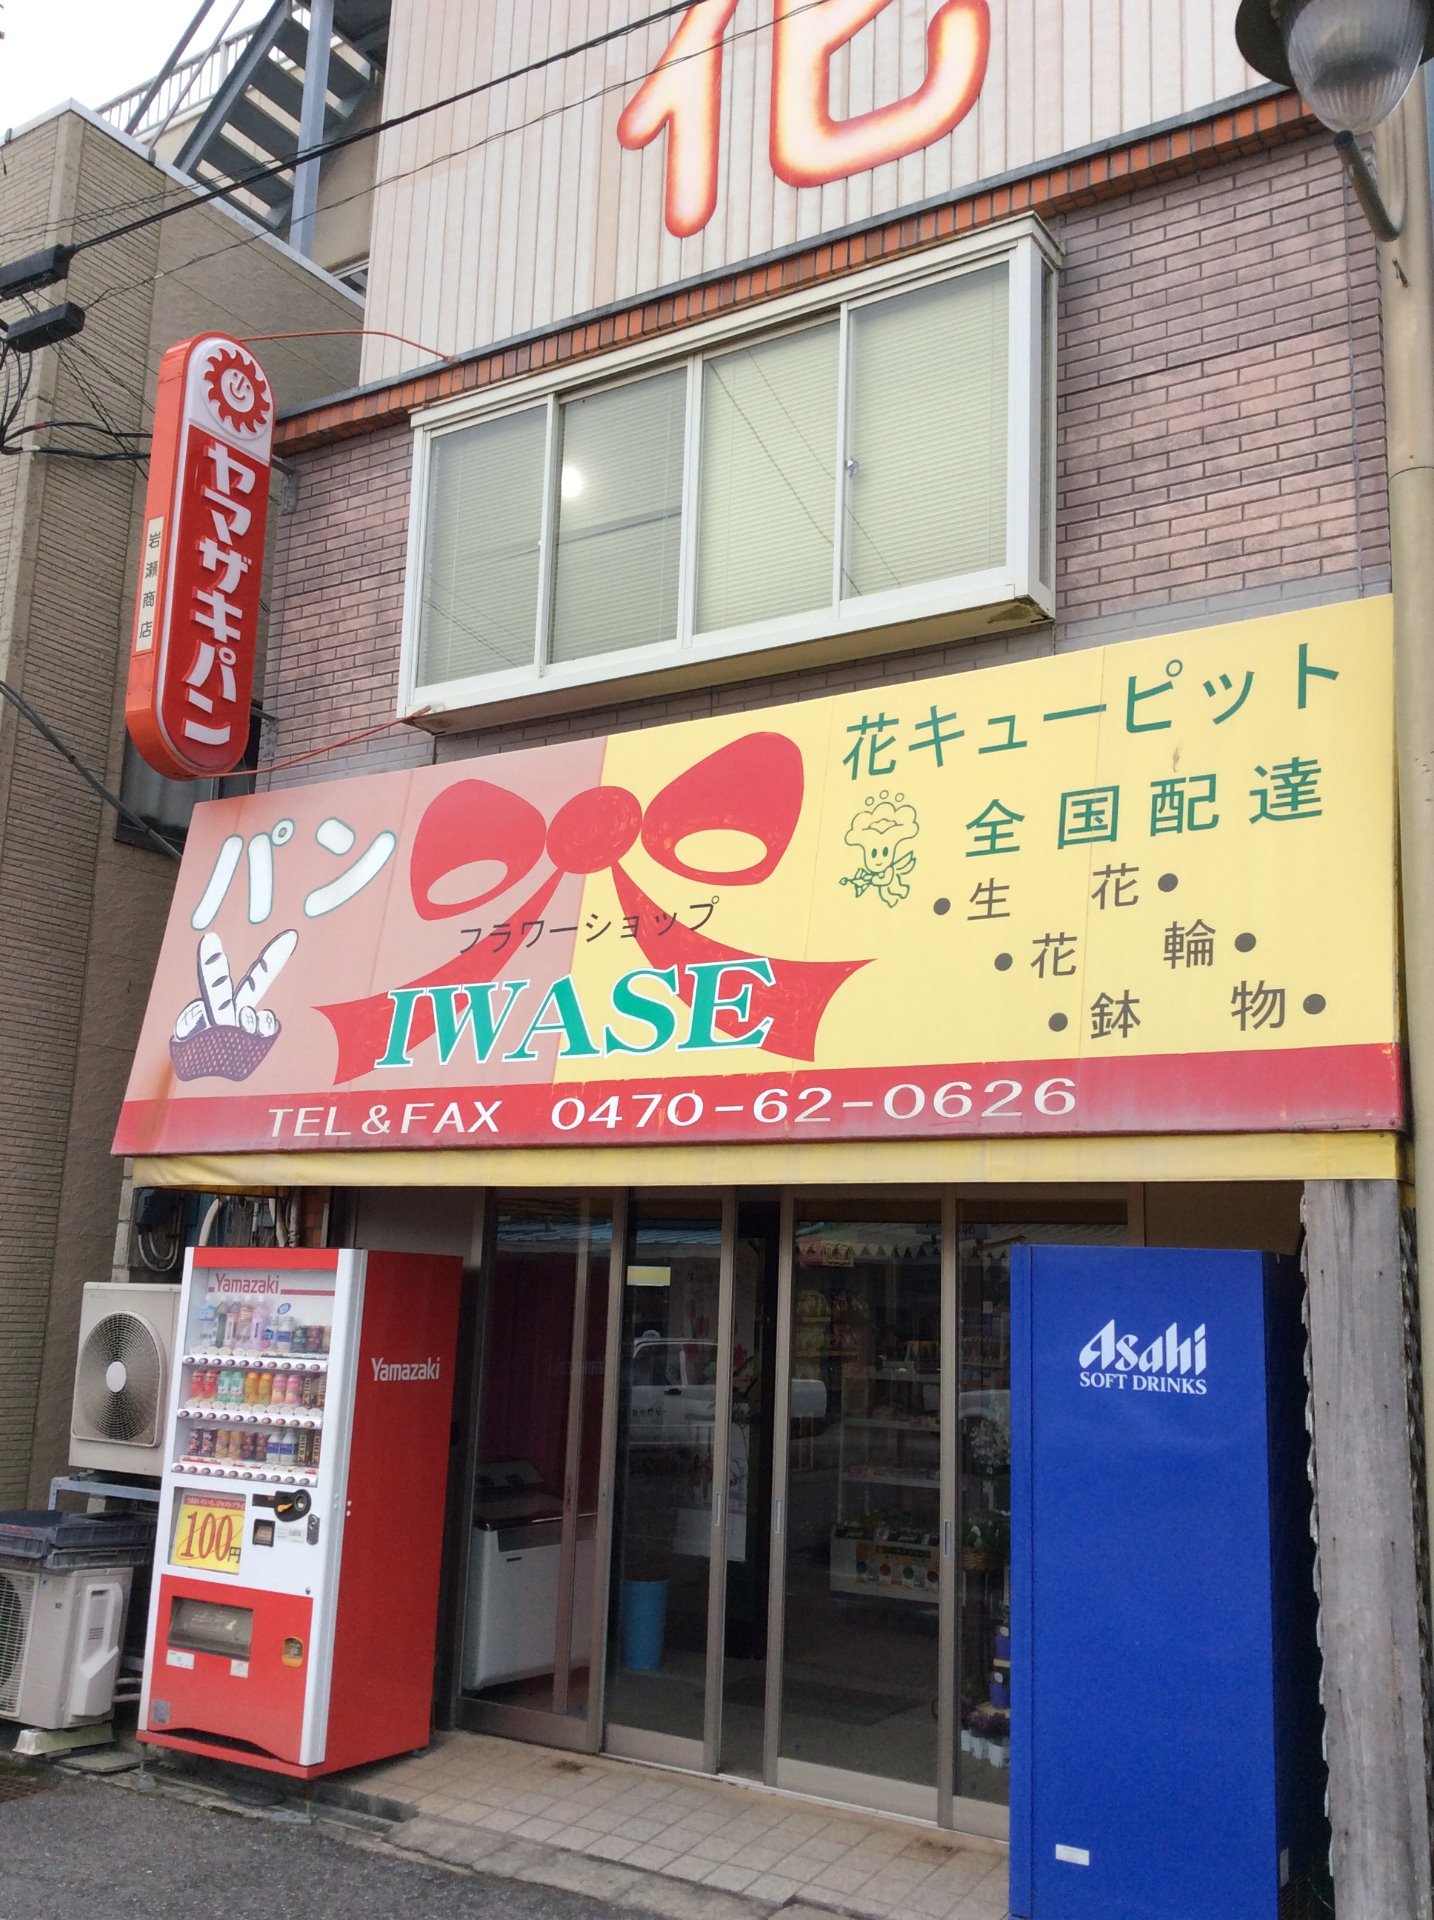 花
ヤマザキパン
岩瀬商店
パン
フラワーショップ
IWASE
花キューピット
全国配達
・生花・
・花輪・
・鉢物・
TEL&FAX 0470-62-0626
Yamazaki
Yamazaki
100円
Asahi
SOFT DRINKS